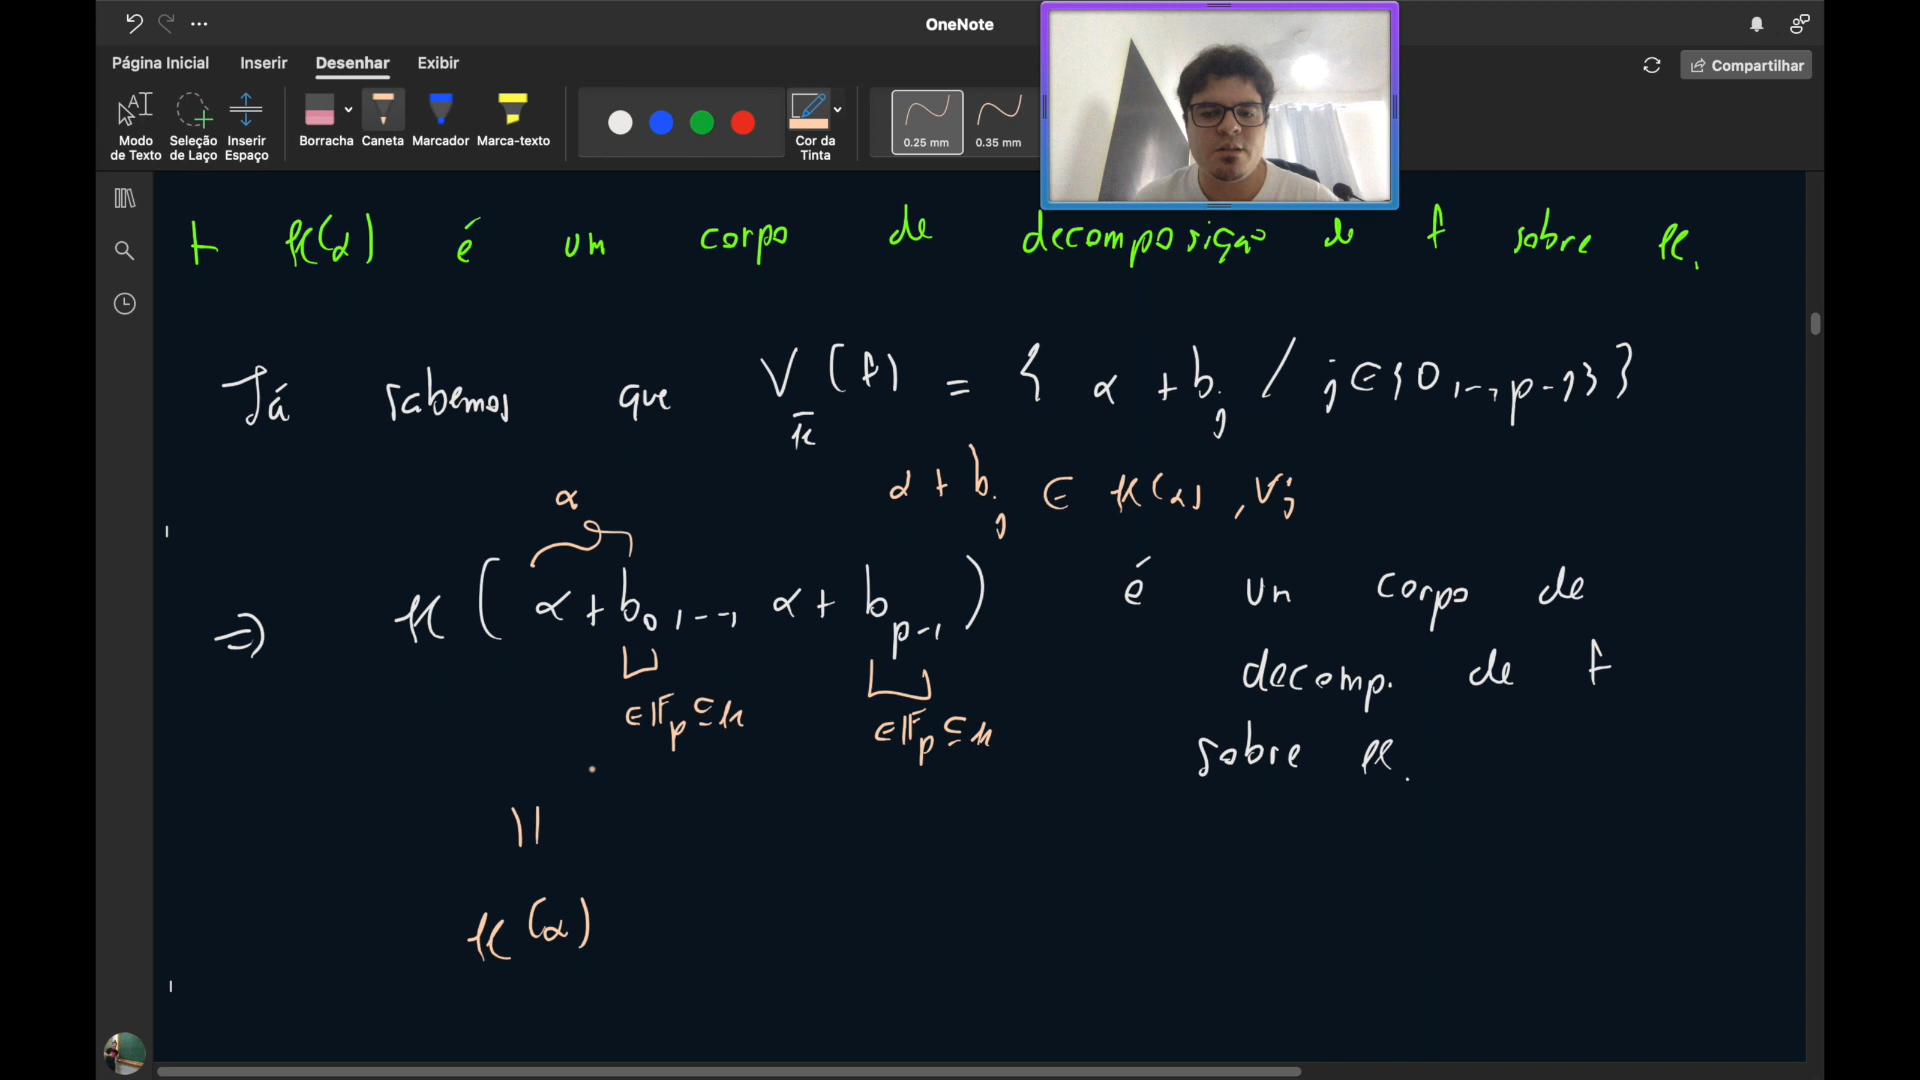 OneNote
Página Inicial Inserir Desenhar Exibir
Compartilhar
Modo de Texto
Seleção de Laço
Inserir Espaço
Borracha
Caneta
Marcador
Marca-texto
Cor da Tinta
0.25 mm
0.35 mm
+ K(α) é um corpo de decomposição de f sobre K.
Já sabemos que V_K̄(f) = { α + b_j / j ∈ {0,...,p-1}}
α + b_j ∈ K(α), ∀j
α
⇒ K(α + b_0, ..., α + b_{p-1}) é um corpo de
decomp. de f
∈ 𝔽_p ⊆ K ∈ 𝔽_p ⊆ K
sobre K.
||
K(α)